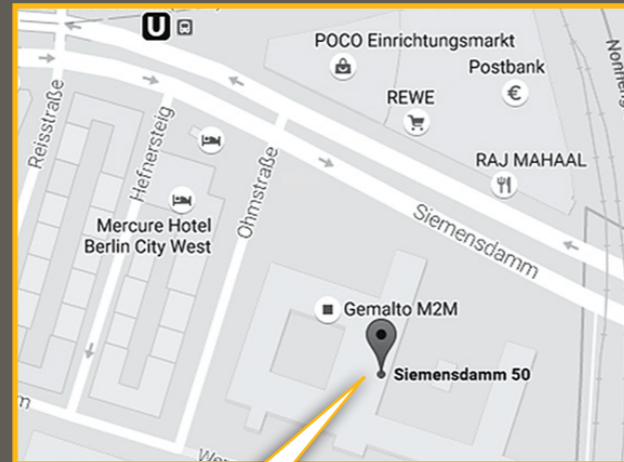 U
POCO Einrichtungsmarkt
Postbank
€
REWE
RAJ MAHAAL
Reisstraße
Hefnersteig
Ohmstraße
Mercure Hotel
Berlin City West
Siemensdamm
Gemalto M2M
Siemensdamm 50